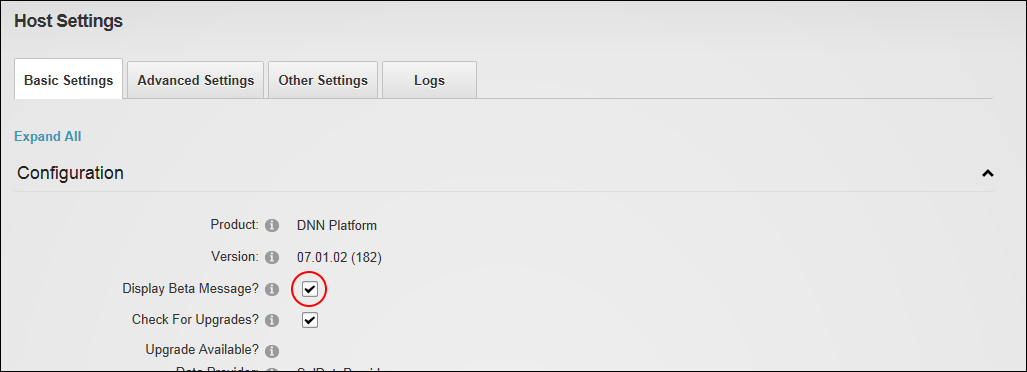 Host Settings
Basic Settings Advanced Settings Other Settings Logs
Expand All
Configuration
Product: DNN Platform
Version: 07.01.02 (182)
Display Beta Message?
Check For Upgrades?
Upgrade Available?